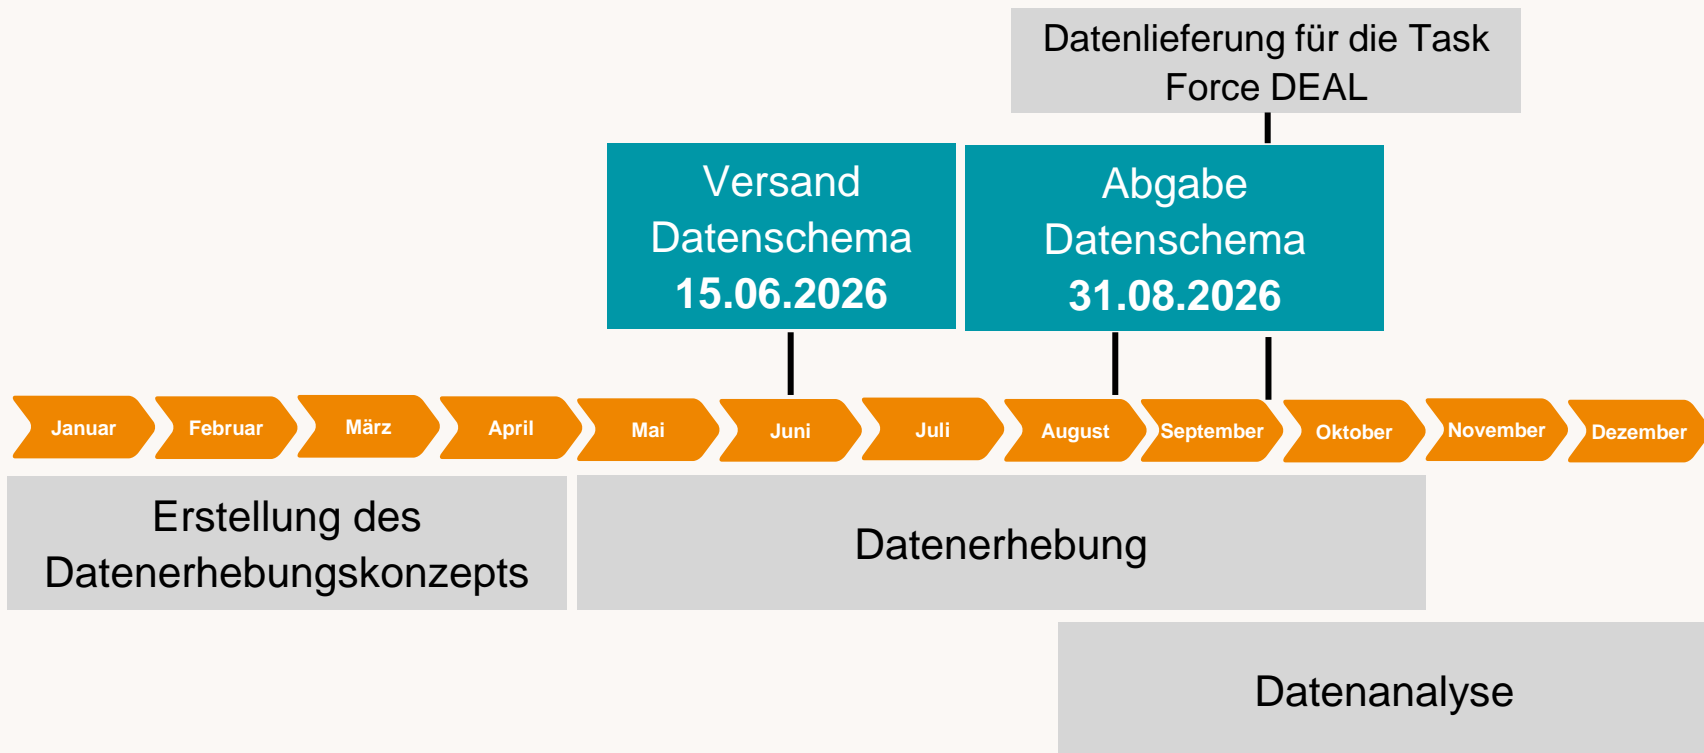 Datenlieferung für die Task
Force DEAL
Versand
Datenschema
15.06.2026
Abgabe
Datenschema
31.08.2026
Januar
Februar
März
April
Mai
Juni
Juli
August
September
Oktober
November
Dezember
Erstellung des
Datenerhebungskonzepts
Datenerhebung
Datenanalyse